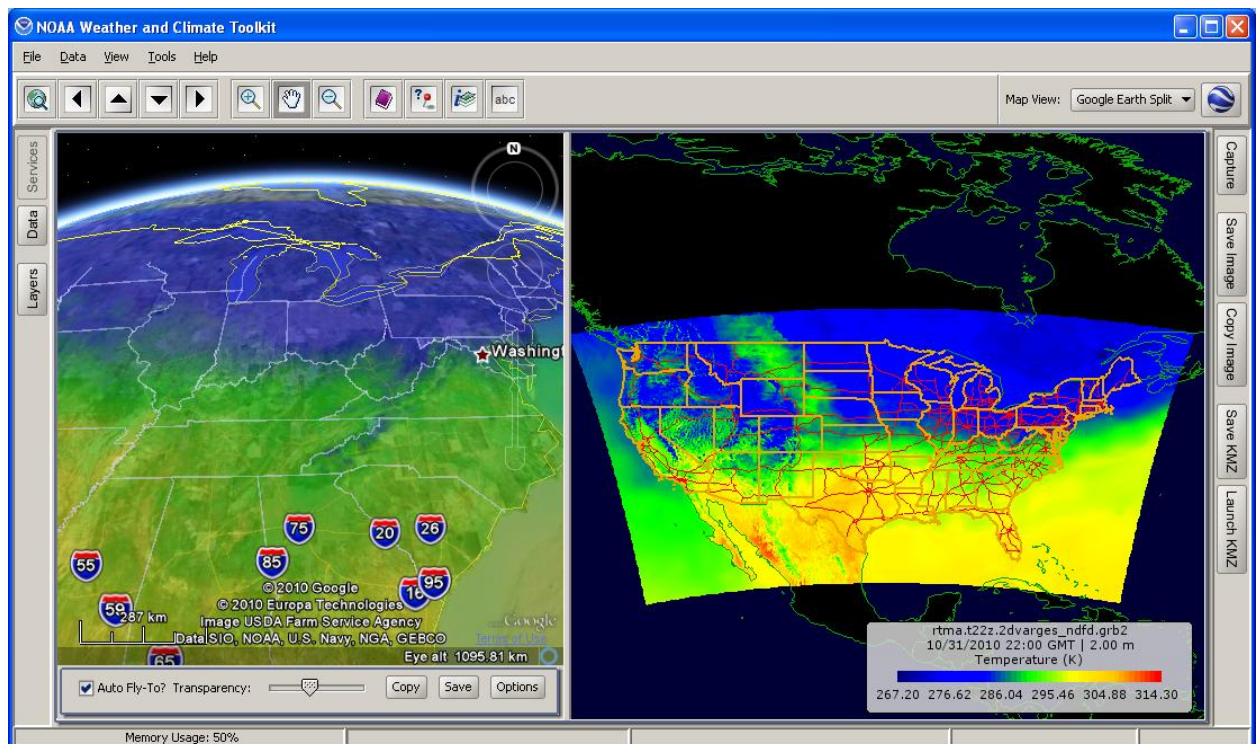 NOAA Weather and Climate Toolkit
File Data View Tools Help
abc
Map View: Google Earth Split
Services
Data
Layers
N
Washingt
75
20
26
55
85
95
16
59
65
© 2010 Google
© 2010 Europa Technologies
287 km
Image USDA Farm Service Agency
Data SIO, NOAA, U.S. Navy, NGA, GEBCO
Google
Terms of Use
Eye alt 1095.81 km
Auto Fly-To? Transparency:
Copy
Save
Options
rtma.t22z.2dvarges_ndfd.grb2
10/31/2010 22:00 GMT | 2.00 m
Temperature (K)
267.20 276.62 286.04 295.46 304.88 314.30
Capture
Save Image
Copy Image
Save KMZ
Launch KMZ
Memory Usage: 50%